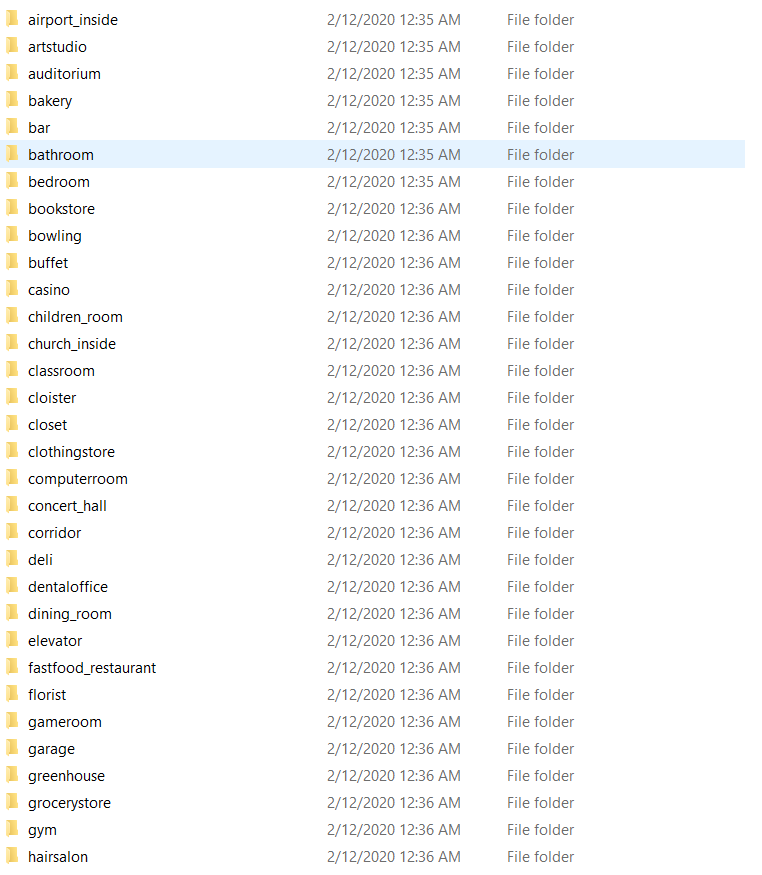 airport_inside 2/12/2020 12:35 AM File folder
artstudio 2/12/2020 12:35 AM File folder
auditorium 2/12/2020 12:35 AM File folder
bakery 2/12/2020 12:35 AM File folder
bar 2/12/2020 12:35 AM File folder
bathroom 2/12/2020 12:35 AM File folder
bedroom 2/12/2020 12:35 AM File folder
bookstore 2/12/2020 12:36 AM File folder
bowling 2/12/2020 12:36 AM File folder
buffet 2/12/2020 12:36 AM File folder
casino 2/12/2020 12:36 AM File folder
children_room 2/12/2020 12:36 AM File folder
church_inside 2/12/2020 12:36 AM File folder
classroom 2/12/2020 12:36 AM File folder
cloister 2/12/2020 12:36 AM File folder
closet 2/12/2020 12:36 AM File folder
clothingstore 2/12/2020 12:36 AM File folder
computerroom 2/12/2020 12:36 AM File folder
concert_hall 2/12/2020 12:36 AM File folder
corridor 2/12/2020 12:36 AM File folder
deli 2/12/2020 12:36 AM File folder
dentaloffice 2/12/2020 12:36 AM File folder
dining_room 2/12/2020 12:36 AM File folder
elevator 2/12/2020 12:36 AM File folder
fastfood_restaurant 2/12/2020 12:36 AM File folder
florist 2/12/2020 12:36 AM File folder
gameroom 2/12/2020 12:36 AM File folder
garage 2/12/2020 12:36 AM File folder
greenhouse 2/12/2020 12:36 AM File folder
grocerystore 2/12/2020 12:36 AM File folder
gym 2/12/2020 12:36 AM File folder
hairsalon 2/12/2020 12:36 AM File folder